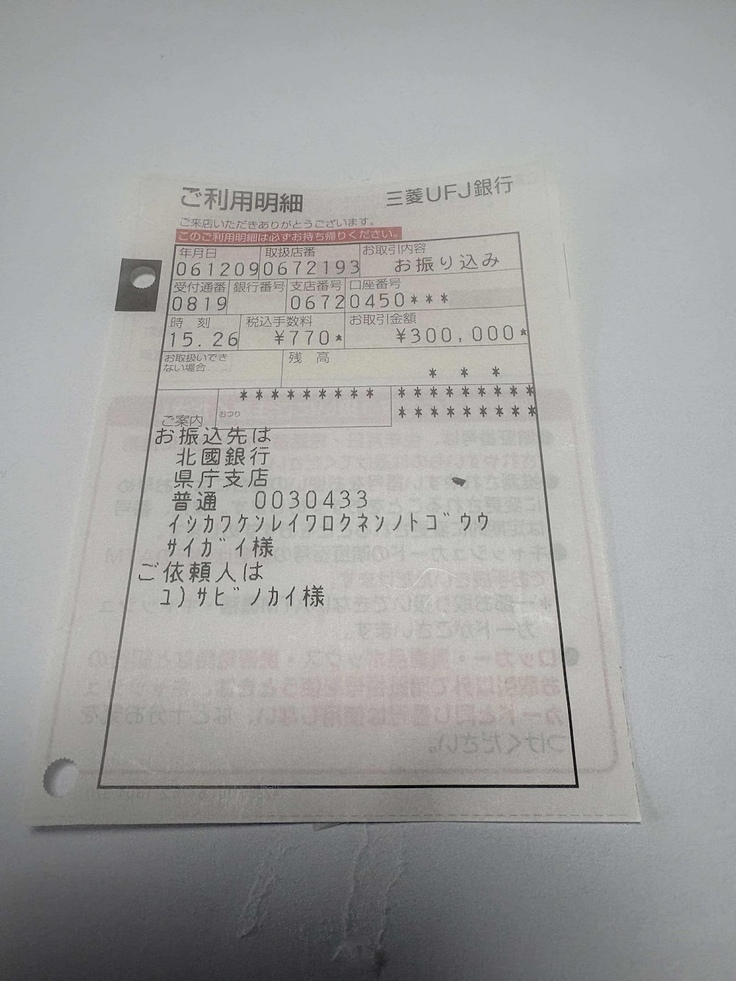 ご利用明細 三菱UFJ銀行
ご来店いただきありがとうございます。
このご利用明細は必ずお持ち帰りください。
年月日 取扱店番 お取引内容
061209 0672193 お振り込み
受付通番 銀行番号 支店番号 口座番号
0819 0672 0450***
時刻 税込手数料 お取引金額
15.26 ¥770* ¥300,000*
お取扱いでき
ない場合 残高
* * *
********* *********
*********
おつり
ご案内
お振込先は
北國銀行
県庁支店
普通 0030433
イシカワケンレイワロクネンノトゴウウ
サイガイ様
ご依頼人は
ユ)サビノカイ様